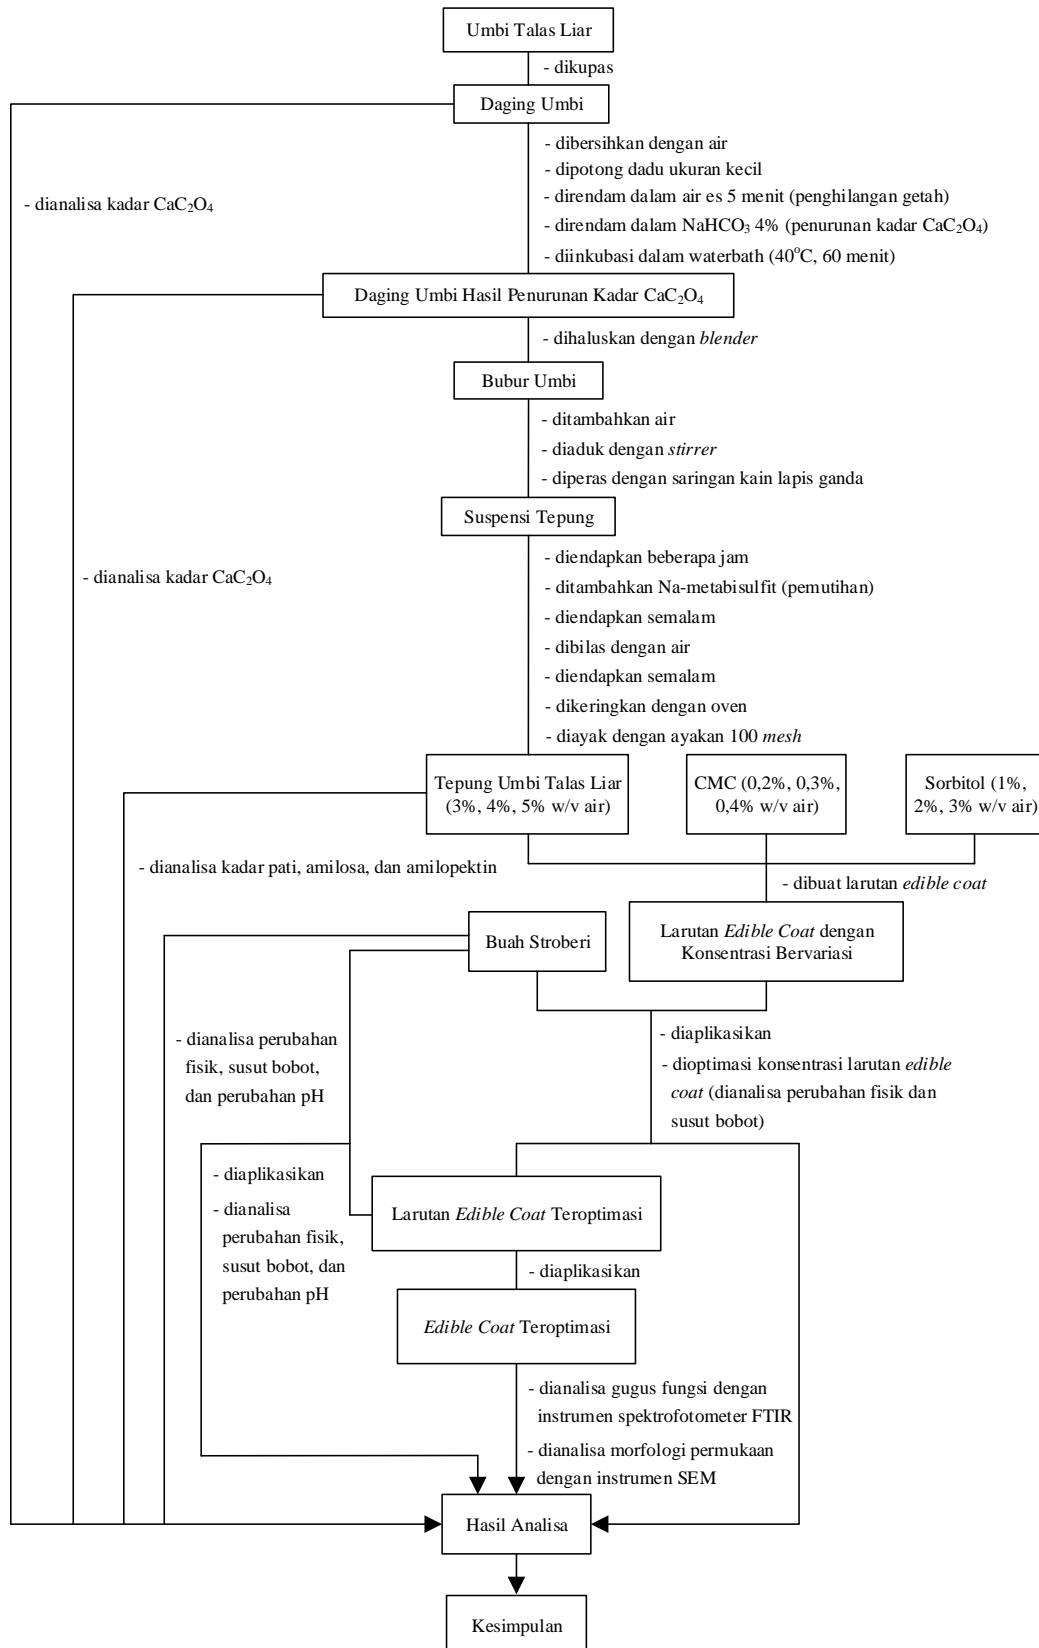 Umbi Talas Liar
- dikupas
Daging Umbi
- dibersihkan dengan air
- dipotong dadu ukuran kecil
- direndam dalam air es 5 menit (penghilangan getah)
- direndam dalam NaHCO₃ 4% (penurunan kadar CaC₂O₄)
- diinkubasi dalam waterbath (40°C, 60 menit)
- dianalisa kadar CaC₂O₄
Daging Umbi Hasil Penurunan Kadar CaC₂O₄
- dihaluskan dengan blender
Bubur Umbi
- ditambahkan air
- diaduk dengan stirrer
- diperas dengan saringan kain lapis ganda
Suspensi Tepung
- dianalisa kadar CaC₂O₄
- diendapkan beberapa jam
- ditambahkan Na-metabisulfit (pemutihan)
- diendapkan semalam
- dibilas dengan air
- diendapkan semalam
- dikeringkan dengan oven
- diayak dengan ayakan 100 mesh
Tepung Umbi Talas Liar
(3%, 4%, 5% w/v air)
CMC (0,2%, 0,3%,
0,4% w/v air)
Sorbitol (1%,
2%, 3% w/v air)
- dianalisa kadar pati, amilosa, dan amilopektin
- dibuat larutan edible coat
Buah Stroberi
Larutan Edible Coat dengan
Konsentrasi Bervariasi
- dianalisa perubahan
fisik, susut bobot,
dan perubahan pH
- diaplikasikan
- dioptimasi konsentrasi larutan edible
coat (dianalisa perubahan fisik dan
susut bobot)
- diaplikasikan
- dianalisa
perubahan fisik,
susut bobot, dan
perubahan pH
Larutan Edible Coat Teroptimasi
- diaplikasikan
Edible Coat Teroptimasi
- dianalisa gugus fungsi dengan
instrumen spektrofotometer FTIR
- dianalisa morfologi permukaan
dengan instrumen SEM
Hasil Analisa
Kesimpulan